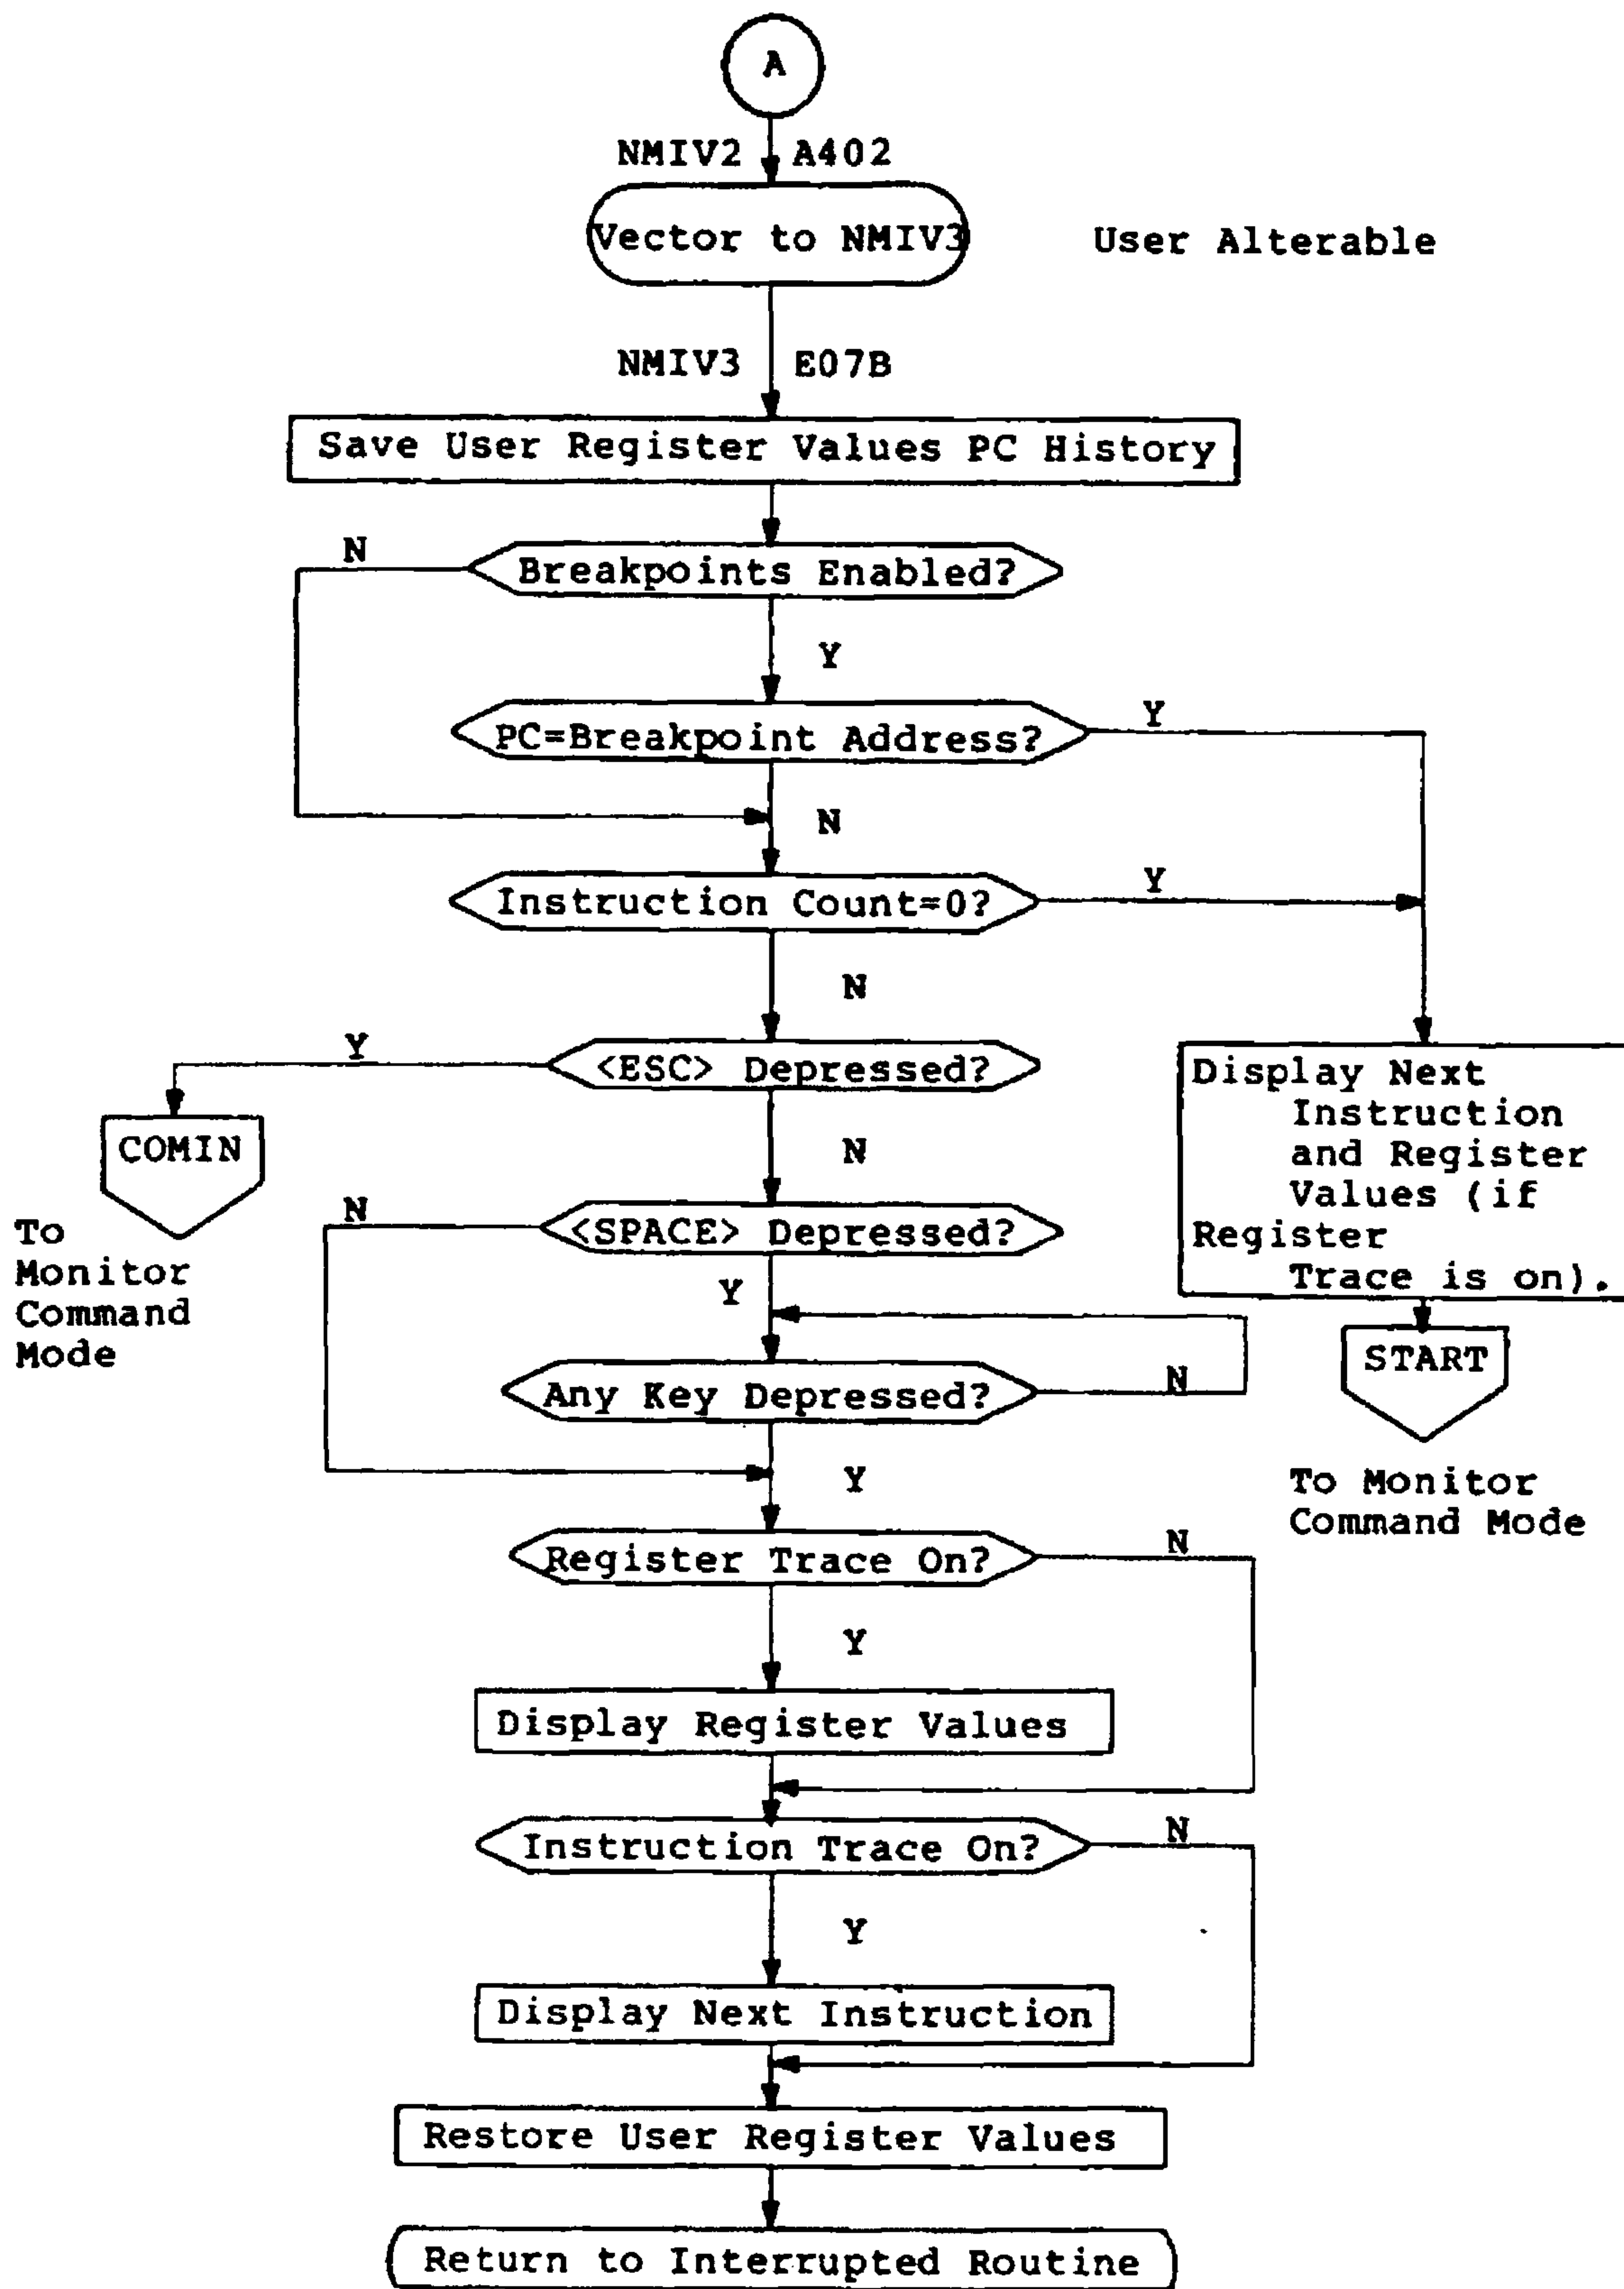 A
NMIV2 A402
Vector to NMIV3
User Alterable
NMIV3 E07B
Save User Register Values PC History
N
Breakpoints Enabled?
Y
PC=Breakpoint Address?
Y
N
Instruction Count=0?
Y
N
Y
<ESC> Depressed?
COMIN
To
Monitor
Command
Mode
N
N
<SPACE> Depressed?
Y
Display Next
Instruction
and Register
Values (if
Register
Trace is on).
START
To Monitor
Command Mode
Any Key Depressed?
N
Y
Register Trace On?
N
Y
Display Register Values
Instruction Trace On?
N
Y
Display Next Instruction
Restore User Register Values
Return to Interrupted Routine